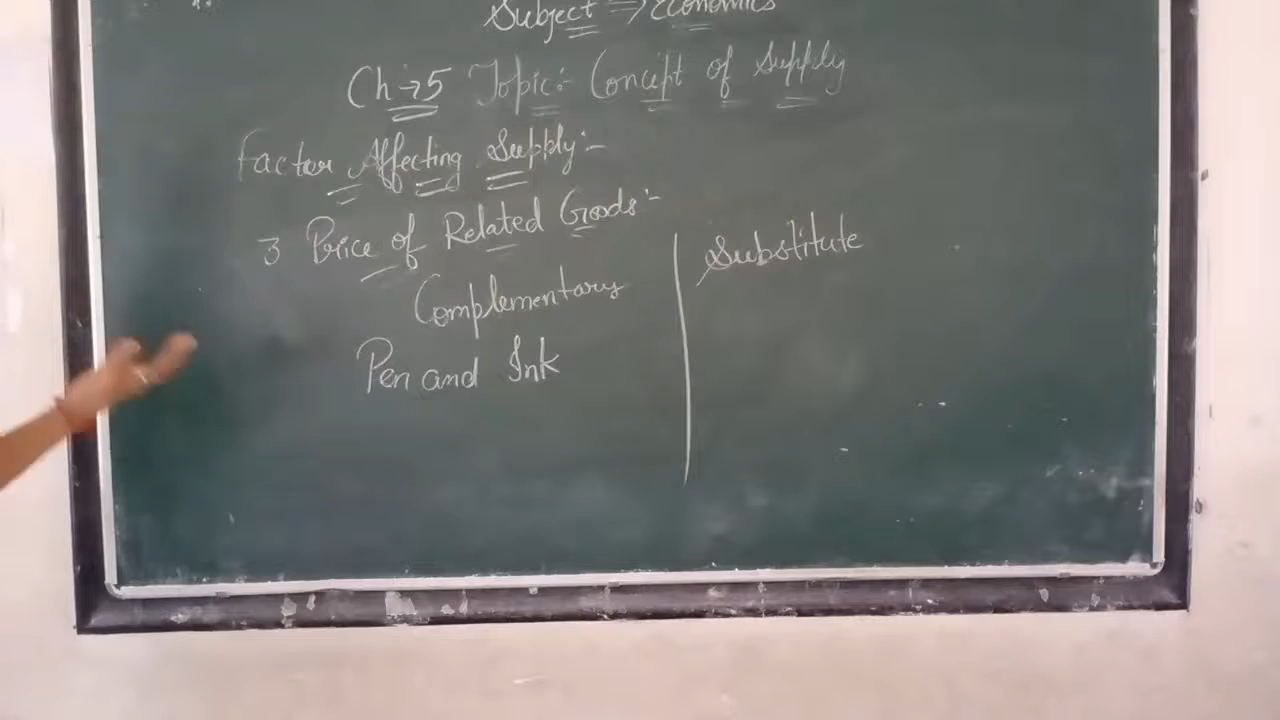 Subject ⇒ Economics
Ch→5 Topic:- Concept of Supply
Factor Affecting Supply:-
3 Price of Related Goods:-
Complementary
Pen and Ink
Substitute